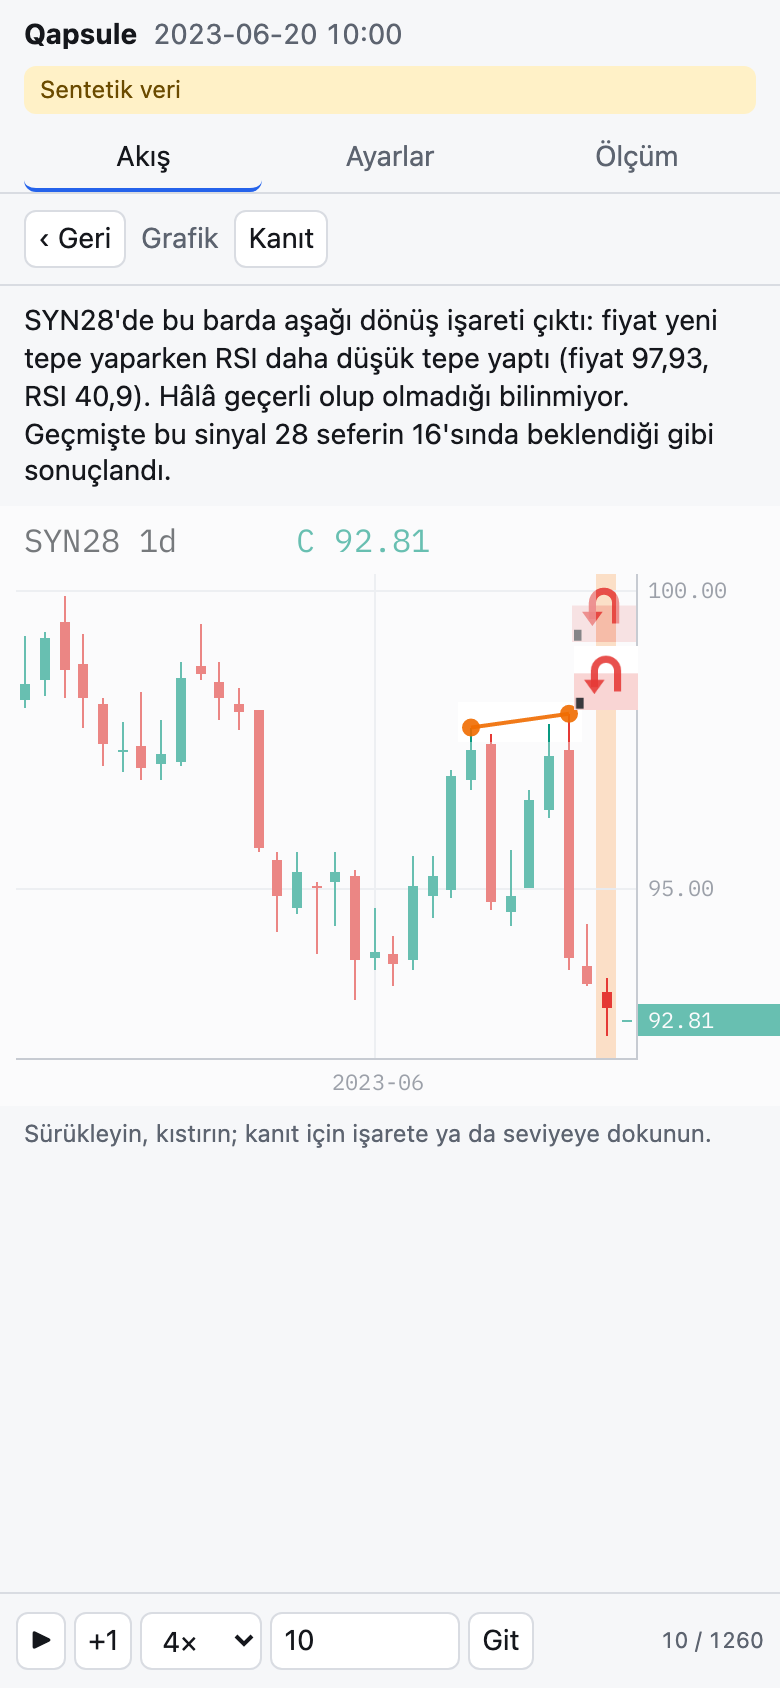 Qapsule 2023-06-20 10:00
Sentetik veri
Akış Ayarlar Ölçüm
‹ Geri Grafik Kanıt
SYN28'de bu barda aşağı dönüş işareti çıktı: fiyat yeni
tepe yaparken RSI daha düşük tepe yaptı (fiyat 97,93,
RSI 40,9). Hâlâ geçerli olup olmadığı bilinmiyor.
Geçmişte bu sinyal 28 seferin 16'sında beklendiği gibi
sonuçlandı.
SYN28 1d C 92.81
100.00
95.00
92.81
2023-06
Sürükleyin, kıstırın; kanıt için işarete ya da seviyeye dokunun.
+1 4× 10 Git 10 / 1260